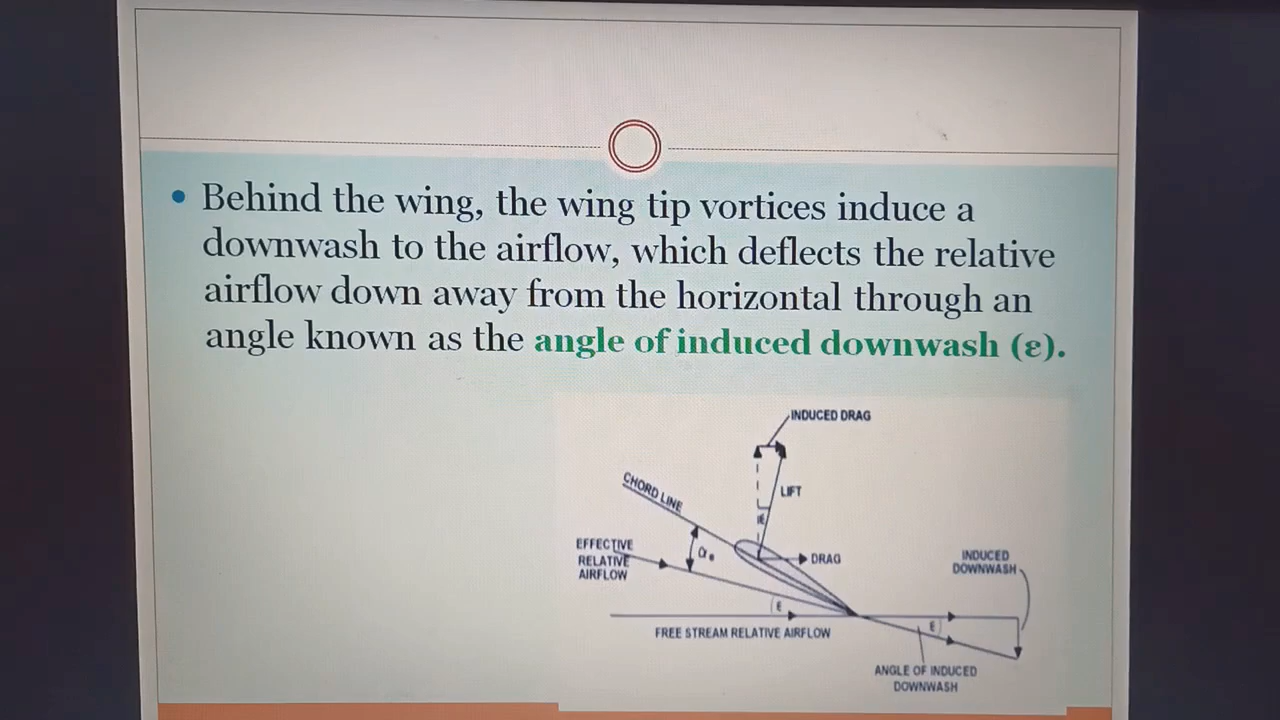 • Behind the wing, the wing tip vortices induce a
downwash to the airflow, which deflects the relative
airflow down away from the horizontal through an
angle known as the angle of induced downwash (ε).
INDUCED DRAG
CHORD LINE
LIFT
ε
EFFECTIVE
RELATIVE
AIRFLOW
αe
DRAG
INDUCED
DOWNWASH
ε
ε
FREE STREAM RELATIVE AIRFLOW
ANGLE OF INDUCED
DOWNWASH